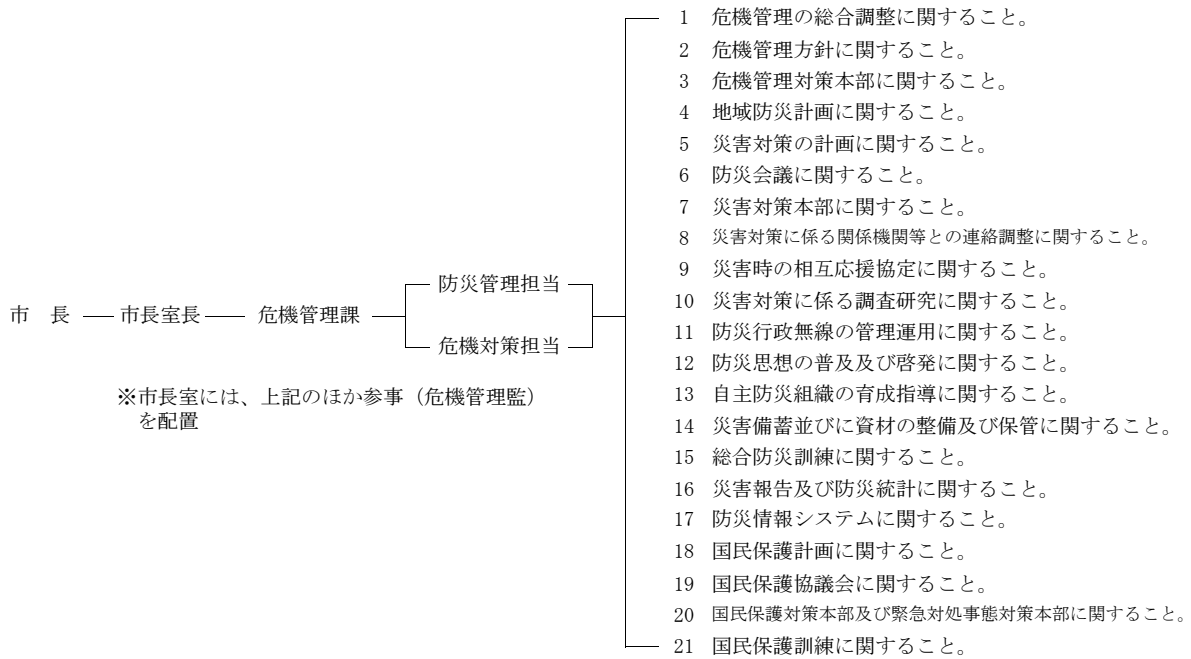 1 危機管理の総合調整に関すること。
2 危機管理方針に関すること。
3 危機管理対策本部に関すること。
4 地域防災計画に関すること。
5 災害対策の計画に関すること。
6 防災会議に関すること。
7 災害対策本部に関すること。
8 災害対策に係る関係機関等との連絡調整に関すること。
9 災害時の相互応援協定に関すること。
10 災害対策に係る調査研究に関すること。
11 防災行政無線の管理運用に関すること。
12 防災思想の普及及び啓発に関すること。
13 自主防災組織の育成指導に関すること。
14 災害備蓄並びに資材の整備及び保管に関すること。
15 総合防災訓練に関すること。
16 災害報告及び防災統計に関すること。
17 防災情報システムに関すること。
18 国民保護計画に関すること。
19 国民保護協議会に関すること。
20 国民保護対策本部及び緊急対処事態対策本部に関すること。
21 国民保護訓練に関すること。
市 長 市長室長 危機管理課
防災管理担当
危機対策担当
※市長室には、上記のほか参事（危機管理監）
を配置